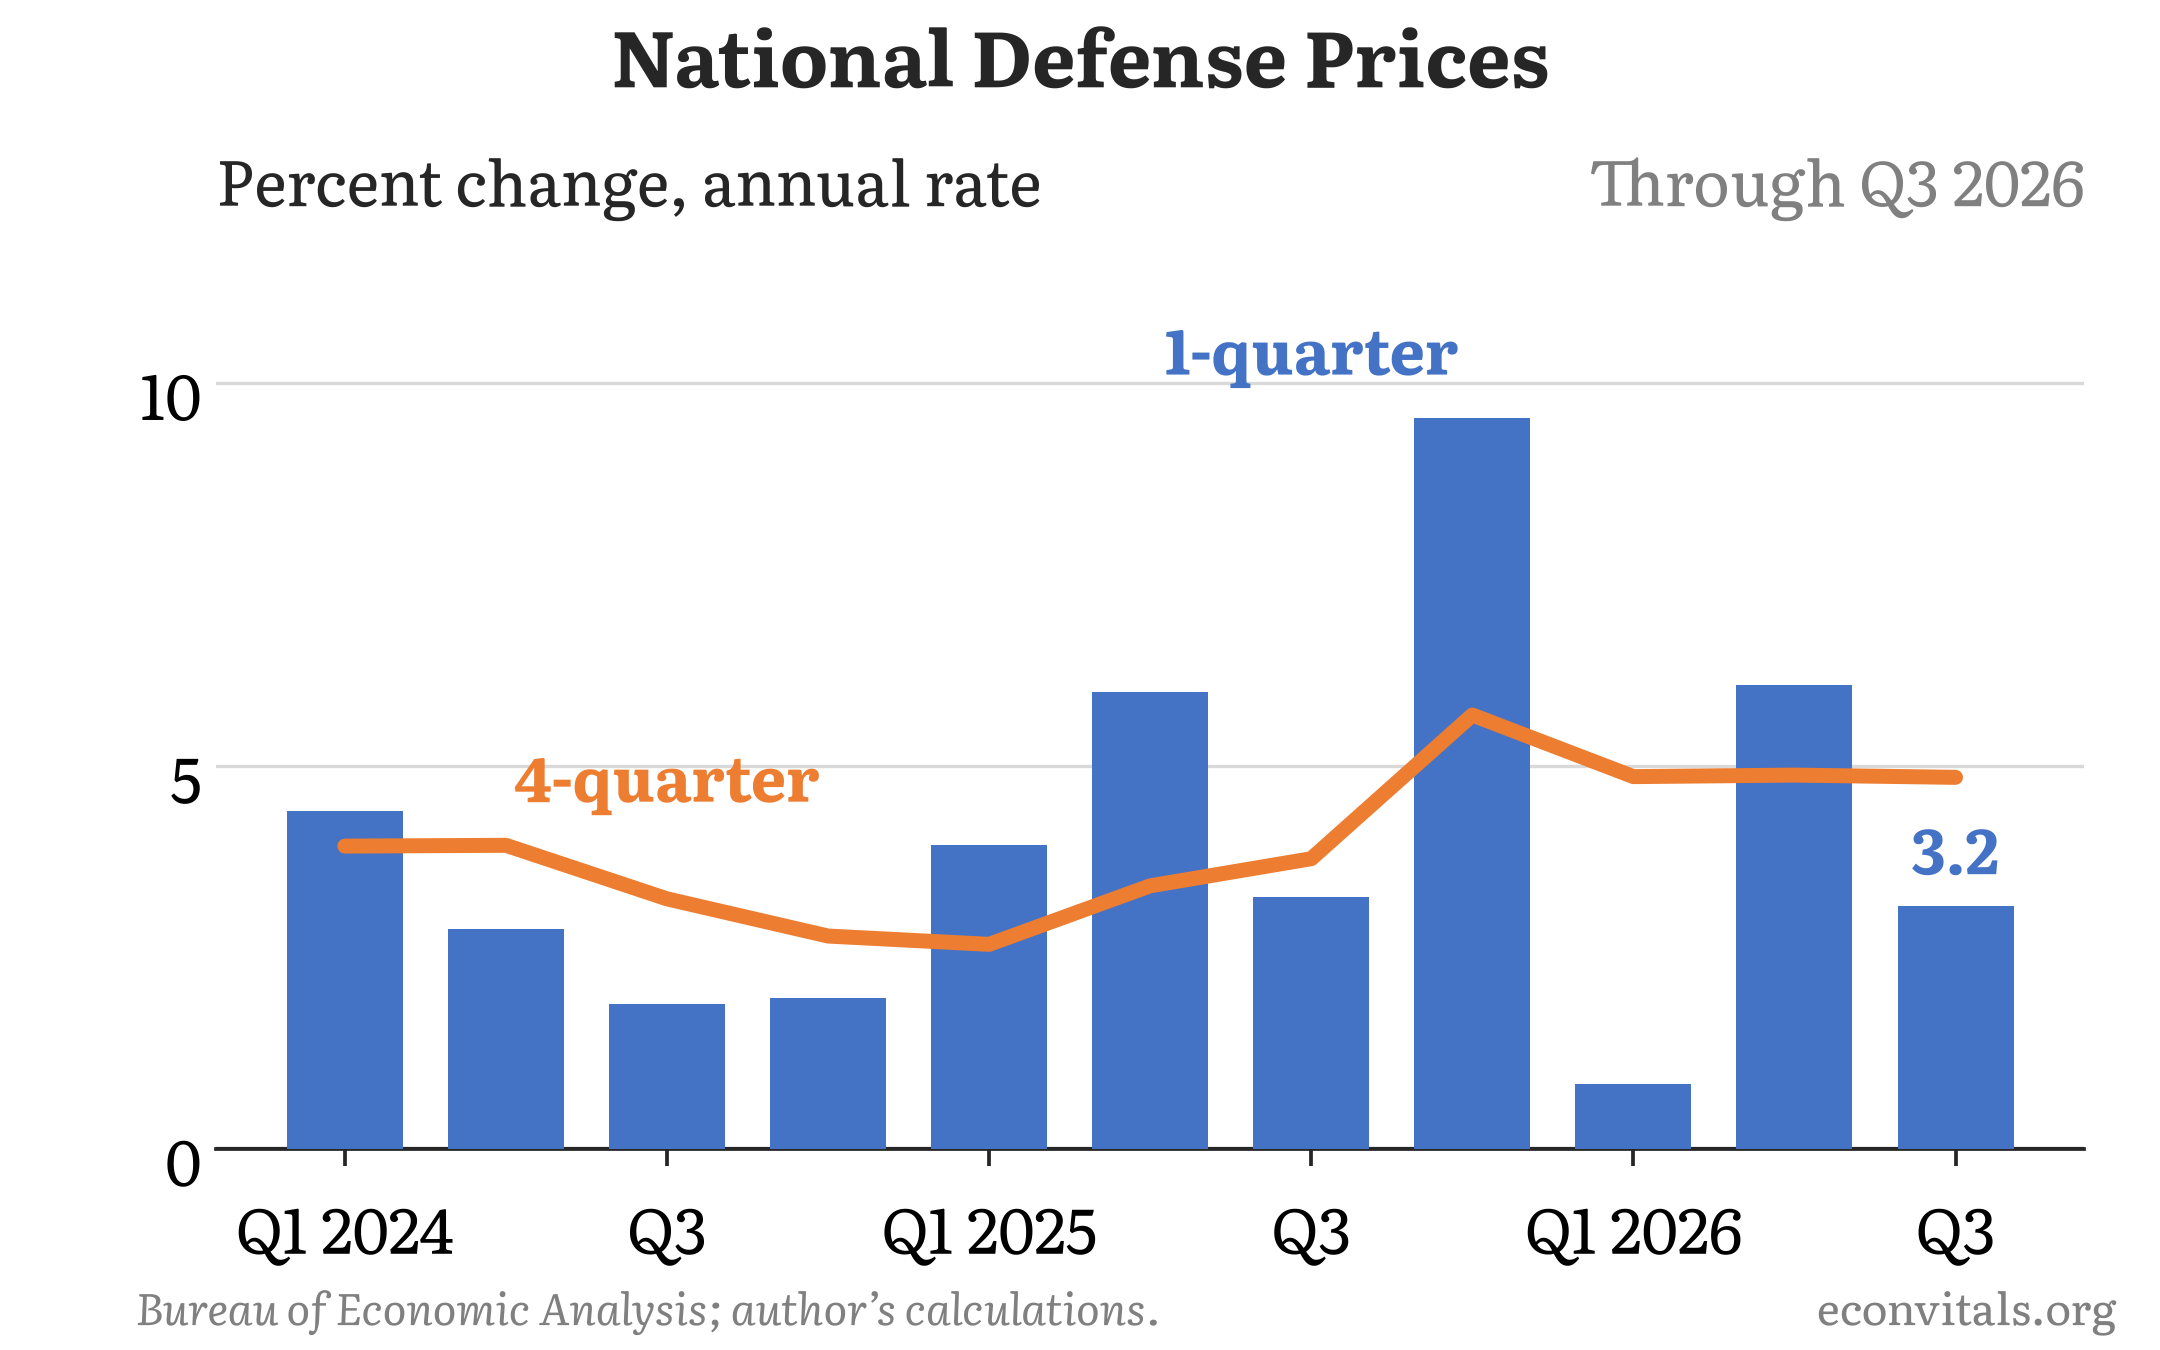 National Defense Prices
Percent change, annual rate
Through Q3 2026
1-quarter
10
4-quarter
5
3.2
0
Q1 2024
Q3
Q1 2025
Q3
Q1 2026
Q3
Bureau of Economic Analysis; author’s calculations.
econvitals.org